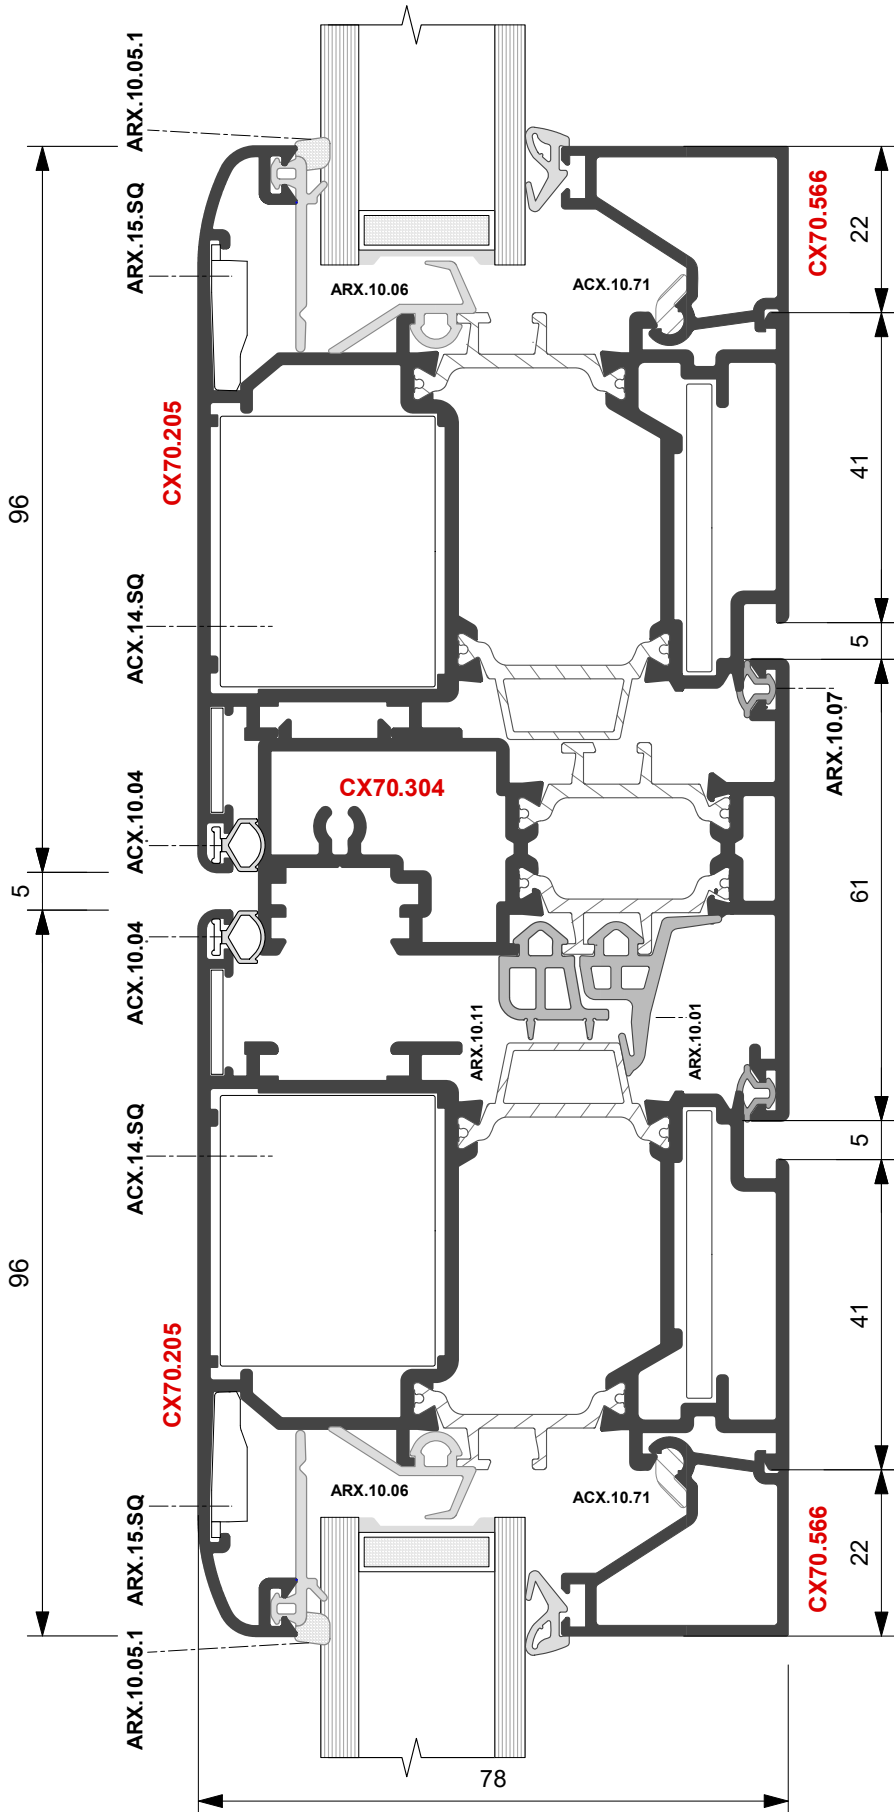 ARX.10.05.1
ARX.15.SQ
CX70.566
22
ARX.10.06
ACX.10.71
CX70.205
96
41
ACX.14.SQ
5
ARX.10.07
CX70.304
ACX.10.04
5
61
ACX.10.04
ARX.10.11
ARX.10.01
ACX.14.SQ
5
96
41
CX70.205
ARX.10.06
ACX.10.71
ARX.15.SQ
CX70.566
22
ARX.10.05.1
78